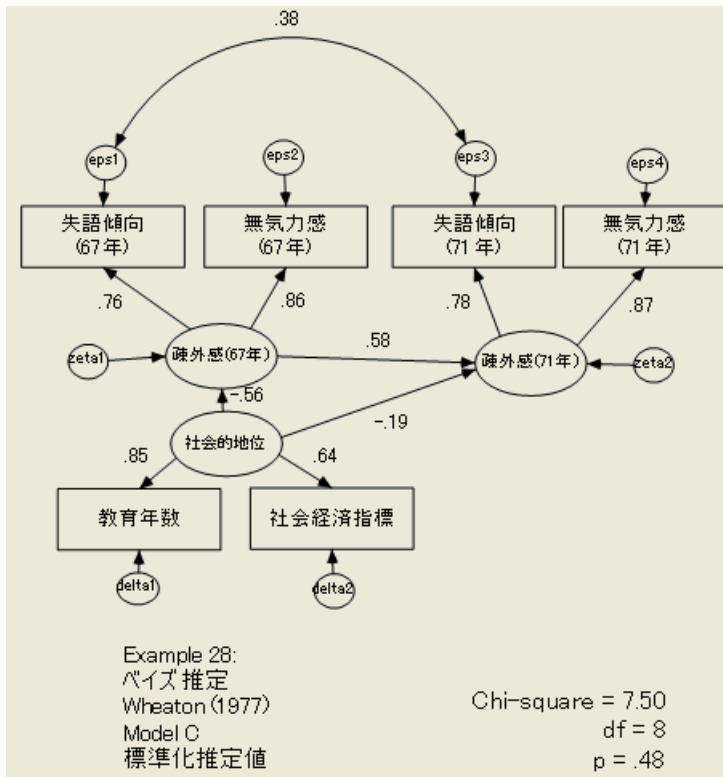 .38
eps1
eps2
eps3
eps4
失語傾向
(67年)
無気力感
(67年)
失語傾向
(71年)
無気力感
(71年)
.76
.86
.78
.87
zeta1
疎外感(67年)
.58
疎外感(71年)
zeta2
-.56
-.19
社会的地位
.85
.64
教育年数
社会経済指標
delta1
delta2
Example 28:
ベイズ推定
Wheaton (1977)
Model C
標準化推定値
Chi-square = 7.50
df = 8
p = .48